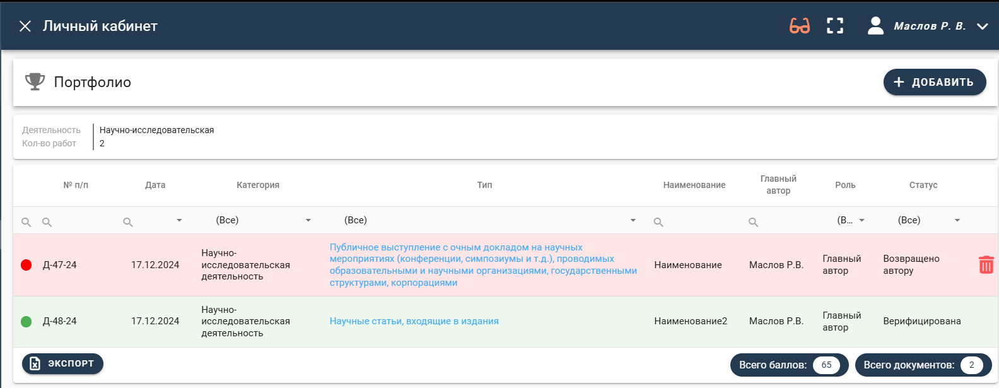 Личный кабинет
Маслов Р. В.
Портфолио
ДОБАВИТЬ
Деятельность Научно-исследовательская
Кол-во работ 2
№ п/п Дата Категория Тип Наименование Главный автор Роль Статус
(Все) (Все) (В... (Все)
Д-47-24 17.12.2024 Научно-исследовательская деятельность Публичное выступление с очным докладом на научных мероприятиях (конференции, симпозиумы и т.д.), проводимых образовательными и научными организациями, государственными структурами, корпорациями Наименование Маслов Р.В. Главный автор Возвращено автору
Д-48-24 17.12.2024 Научно-исследовательская деятельность Научные статьи, входящие в издания Наименование2 Маслов Р.В. Главный автор Верифицирована
ЭКСПОРТ Всего баллов: 65 Всего документов: 2